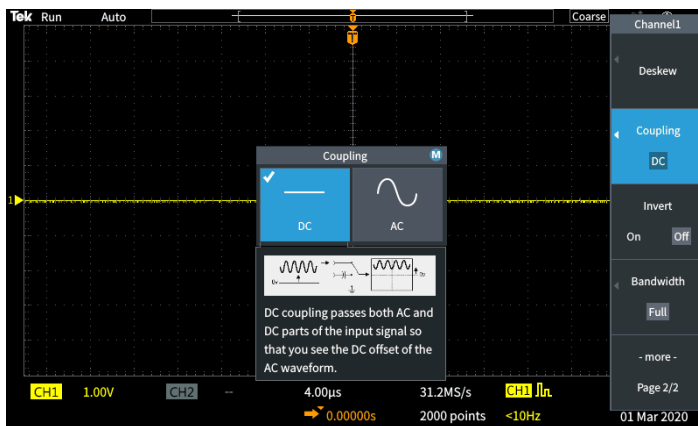 Tek Run Auto Coarse
T
T
Channel1
Deskew
Coupling
DC
Coupling M
DC AC
1
Invert
On Off
DC coupling passes both AC and
DC parts of the input signal so
that you see the DC offset of the
AC waveform.
Bandwidth
Full
- more -
Page 2/2
CH1 1.00V CH2 -- 4.00µs 31.2MS/s CH1
0.00000s 2000 points <10Hz 01 Mar 2020